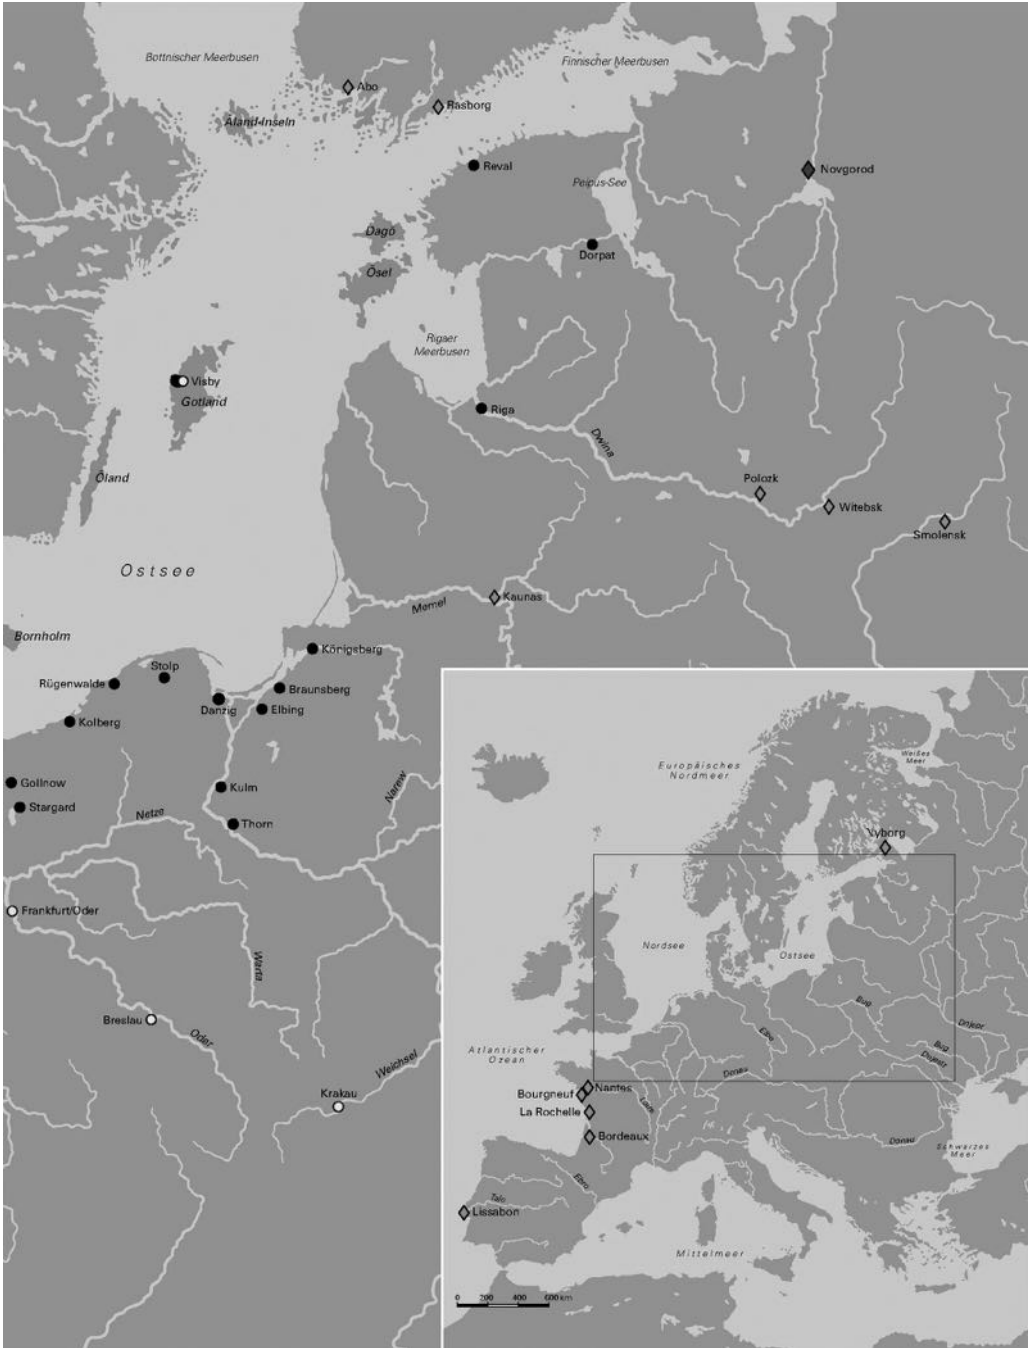 Bottnischer Meerbusen
Finnischer Meerbusen
Abo
Rasborg
Åland-Inseln
Reval
Peipus-See
Novgorod
Dagö
Dorpat
Ösel
Rigaer
Meerbusen
Visby
Gotland
Riga
Dwina
Öland
Polozk
Witebsk
Smolensk
Ostsee
Kaunas
Memel
Bornholm
Königsberg
Stolp
Rügenwalde
Braunsberg
Danzig
Elbing
Kolberg
Gollnow
Kulm
Narew
Stargard
Netze
Thorn
Frankfurt/Oder
Warta
Breslau
Oder
Weichsel
Krakau
Weißes
Meer
Europäisches
Nordmeer
Vyborg
Nordsee
Ostsee
Bug
Elbe
Dnjepr
Bug
Dnjestr
Atlantischer
Ozean
Donau
Nantes
Bourgneuf
Loire
La Rochelle
Bordeaux
Donau
Schwarzes
Meer
Ebro
Tajo
Lissabon
Mittelmeer
0 200 400 600 km